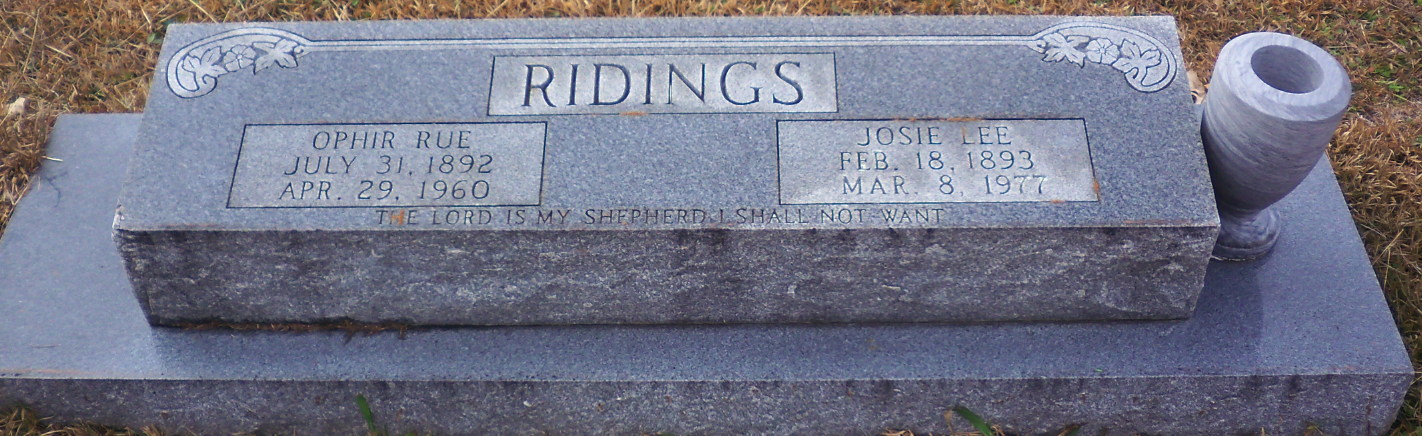 RIDINGS
OPHIR RUE
JULY 31, 1892
APR. 29, 1960
JOSIE LEE
FEB. 18, 1893
MAR. 8, 1977
THE LORD IS MY SHEPHERD I SHALL NOT WANT